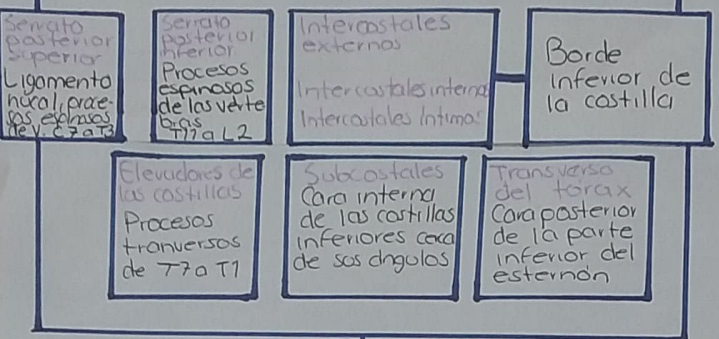 Serrato
posterior
superior
Ligamento
nucal, proce-
sos espinosos
de v. C7 a T3
Serrato
posterior
inferior
Procesos
espinosos
de las vérte
bras
T11 a L2
Intercostales
externos
Intercostales internos
Intercostales íntimos
Borde
inferior de
la costilla
Elevadores de
las costillas
Procesos
tranversos
de T7 a T1
Subcostales
Cara interna
de las costillas
inferiores cerca
de sus ángulos
Transverso
del tórax
Cara posterior
de la parte
inferior del
esternón